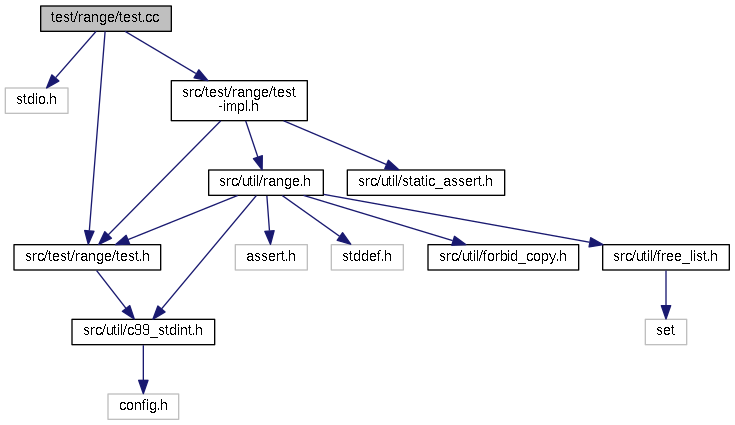 test/range/test.cc
stdio.h
src/test/range/test
-impl.h
src/util/range.h
src/util/static_assert.h
src/test/range/test.h
assert.h
stddef.h
src/util/forbid_copy.h
src/util/free_list.h
src/util/c99_stdint.h
set
config.h